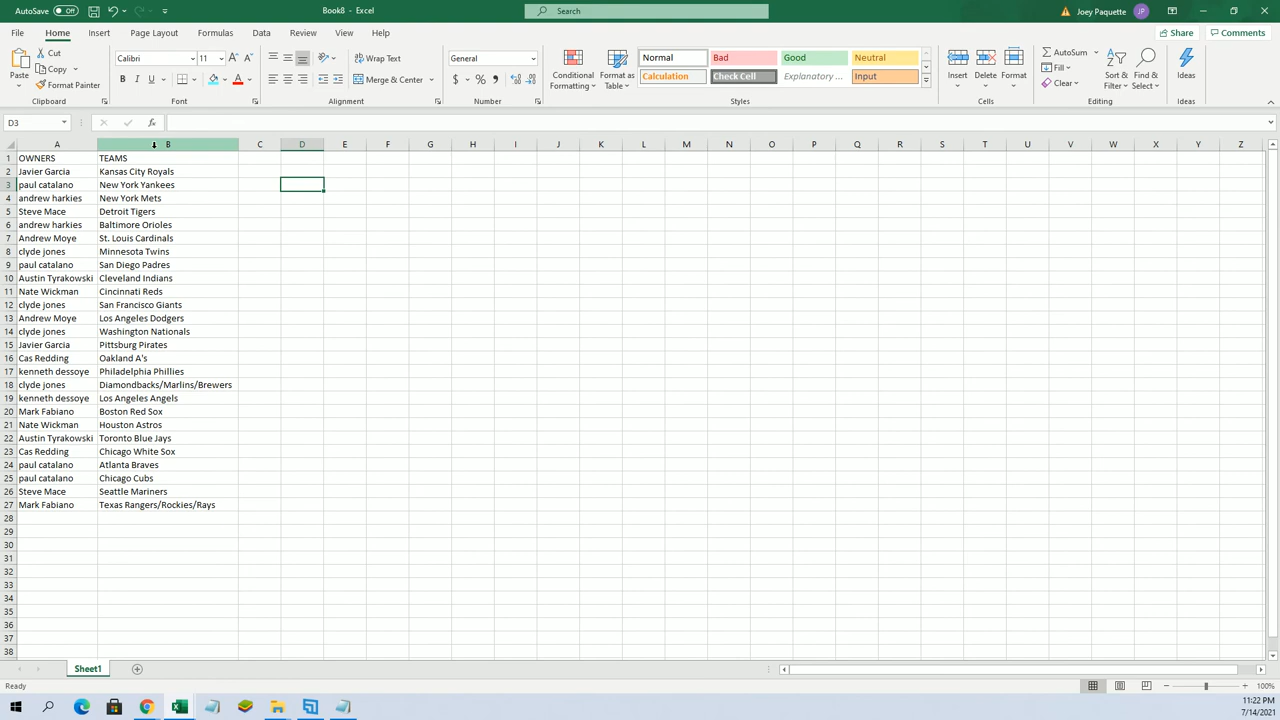 AutoSave Off
Book8 - Excel
Search
Joey Paquette JP
File Home Insert Page Layout Formulas Data Review View Help
Share Comments
Paste Cut Copy Format Painter
Calibri 11
B I U
Wrap Text
Merge & Center
General
$ % ,
Conditional Formatting
Format as Table
Normal Bad Good Neutral
Calculation Check Cell Explanatory ... Input
Insert Delete Format
AutoSum
Fill
Clear
Sort & Filter
Find & Select
Ideas
Clipboard Font Alignment Number Styles Cells Editing Ideas
D3 fx
A B C D E F G H I J K L M N O P Q R S T U V W X Y Z
1 OWNERS TEAMS
2 Javier Garcia Kansas City Royals
3 paul catalano New York Yankees
4 andrew harkies New York Mets
5 Steve Mace Detroit Tigers
6 andrew harkies Baltimore Orioles
7 Andrew Moye St. Louis Cardinals
8 clyde jones Minnesota Twins
9 paul catalano San Diego Padres
10 Austin Tyrakowski Cleveland Indians
11 Nate Wickman Cincinnati Reds
12 clyde jones San Francisco Giants
13 Andrew Moye Los Angeles Dodgers
14 clyde jones Washington Nationals
15 Javier Garcia Pittsburg Pirates
16 Cas Redding Oakland A's
17 kenneth dessoye Philadelphia Phillies
18 clyde jones Diamondbacks/Marlins/Brewers
19 kenneth dessoye Los Angeles Angels
20 Mark Fabiano Boston Red Sox
21 Nate Wickman Houston Astros
22 Austin Tyrakowski Toronto Blue Jays
23 Cas Redding Chicago White Sox
24 paul catalano Atlanta Braves
25 paul catalano Chicago Cubs
26 Steve Mace Seattle Mariners
27 Mark Fabiano Texas Rangers/Rockies/Rays
28
29
30
31
32
33
34
35
36
37
38
Sheet1
Ready
100%
11:22 PM
7/14/2021